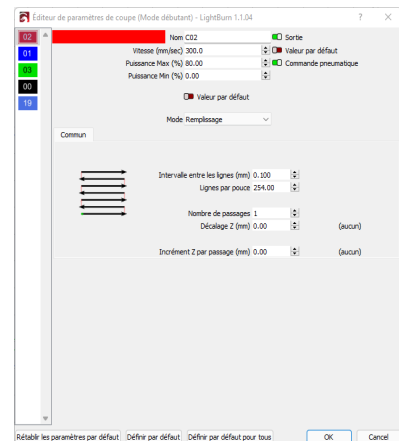 Éditeur de paramètres de coupe (Mode débutant) - LightBurn 1.1.04 ?
02 Nom C02 Sortie
01 Vitesse (mm/sec) 300.0 Valeur par défaut
03 Puissance Max (%) 80.00 Commande pneumatique
Puissance Min (%) 0.00
00
19 Valeur par défaut
Mode Remplissage
Commun
Intervalle entre les lignes (mm) 0.100
Lignes par pouce 254.00
Nombre de passages 1
Décalage Z (mm) 0.00 (aucun)
Incrément Z par passage (mm) 0.00 (aucun)
Rétablir les paramètres par défaut Définir par défaut Définir par défaut pour tous OK Cancel